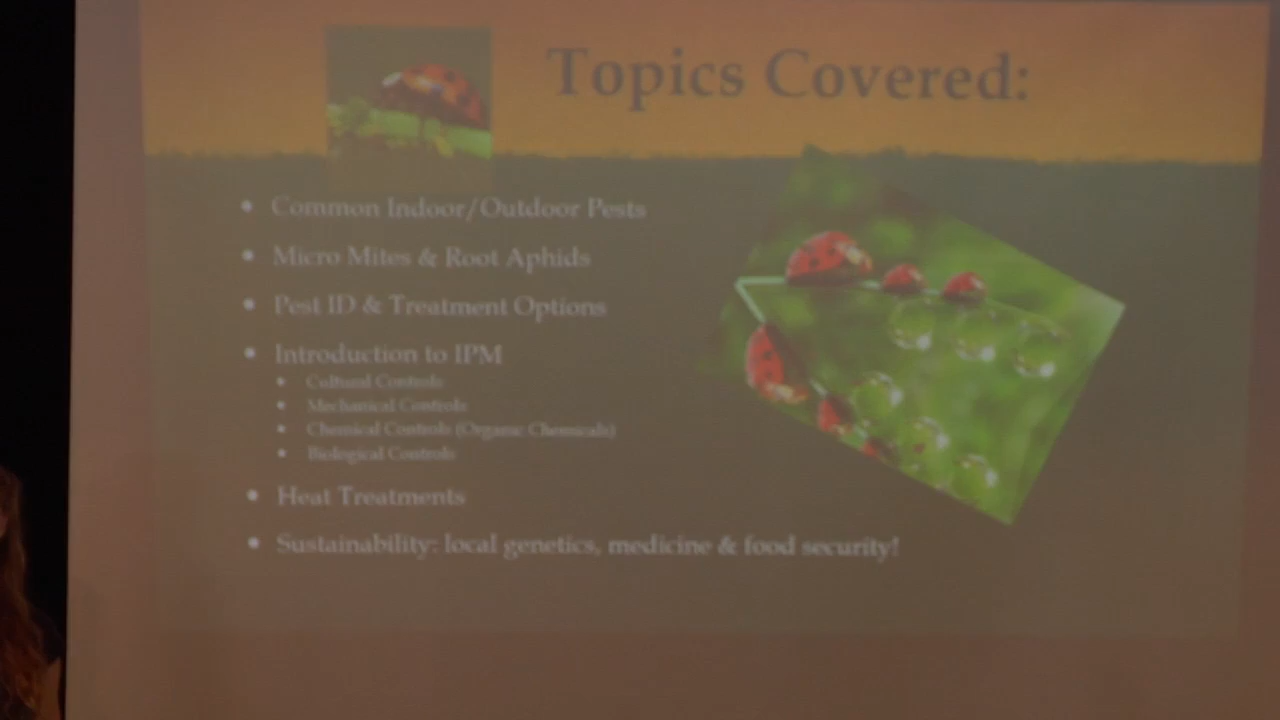 Topics Covered:
• Common Indoor/Outdoor Pests
• Micro Mites & Root Aphids
• Pest ID & Treatment Options
• Introduction to IPM
• Cultural Controls
• Mechanical Controls
• Chemical Controls (Organic Chemicals)
• Biological Controls
• Heat Treatments
• Sustainability: local genetics, medicine & food security!